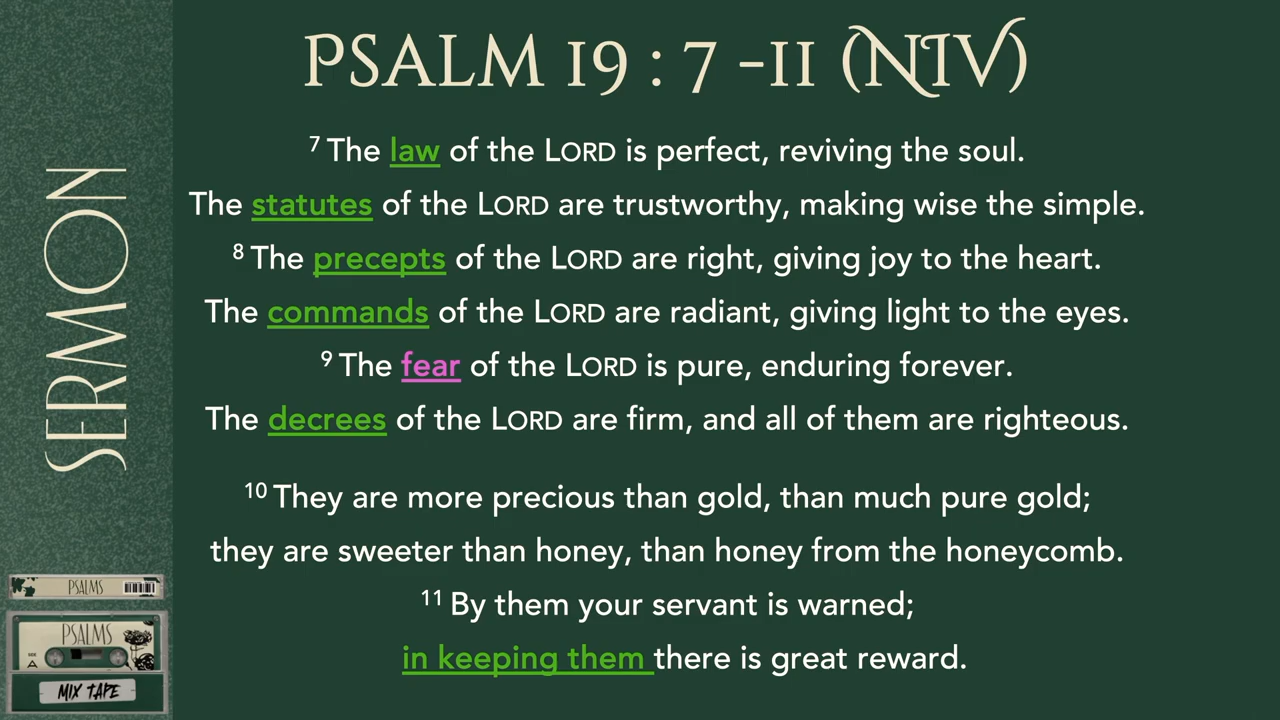 PSALM 19 : 7 -11 (NIV)
SERMON
7 The law of the LORD is perfect, reviving the soul.
The statutes of the LORD are trustworthy, making wise the simple.
8 The precepts of the LORD are right, giving joy to the heart.
The commands of the LORD are radiant, giving light to the eyes.
9 The fear of the LORD is pure, enduring forever.
The decrees of the LORD are firm, and all of them are righteous.
10 They are more precious than gold, than much pure gold;
they are sweeter than honey, than honey from the honeycomb.
11 By them your servant is warned;
in keeping them there is great reward.
PSALMS
PSALMS
A
MIX TAPE